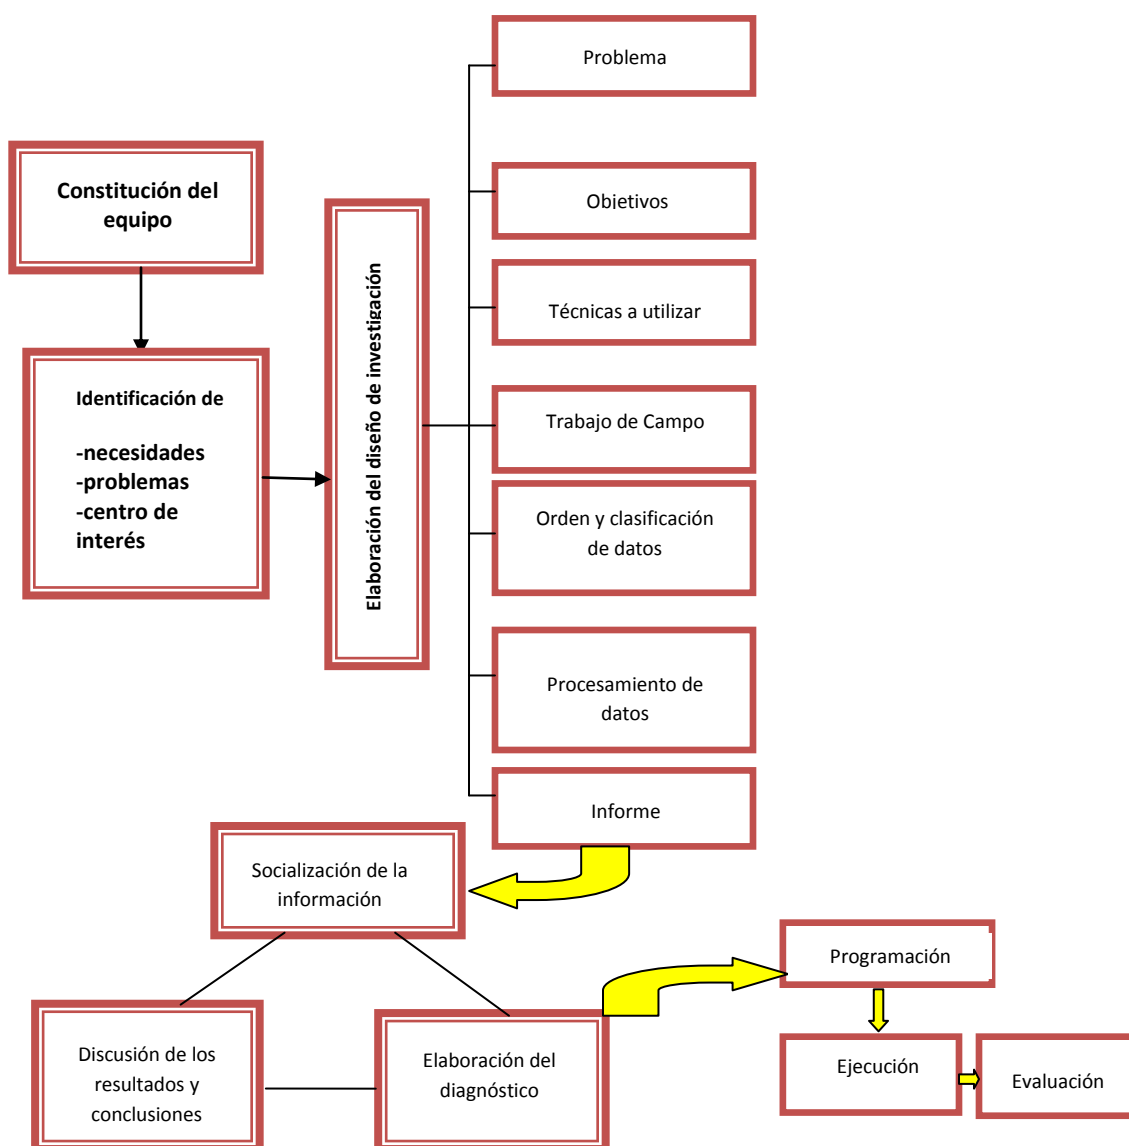 Constitución del
equipo
Identificación de
-necesidades
-problemas
-centro de
interés
Elaboración del diseño de investigación
Problema
Objetivos
Técnicas a utilizar
Trabajo de Campo
Orden y clasificación
de datos
Procesamiento de
datos
Informe
Socialización de la
información
Discusión de los
resultados y
conclusiones
Elaboración del
diagnóstico
Programación
Ejecución
Evaluación